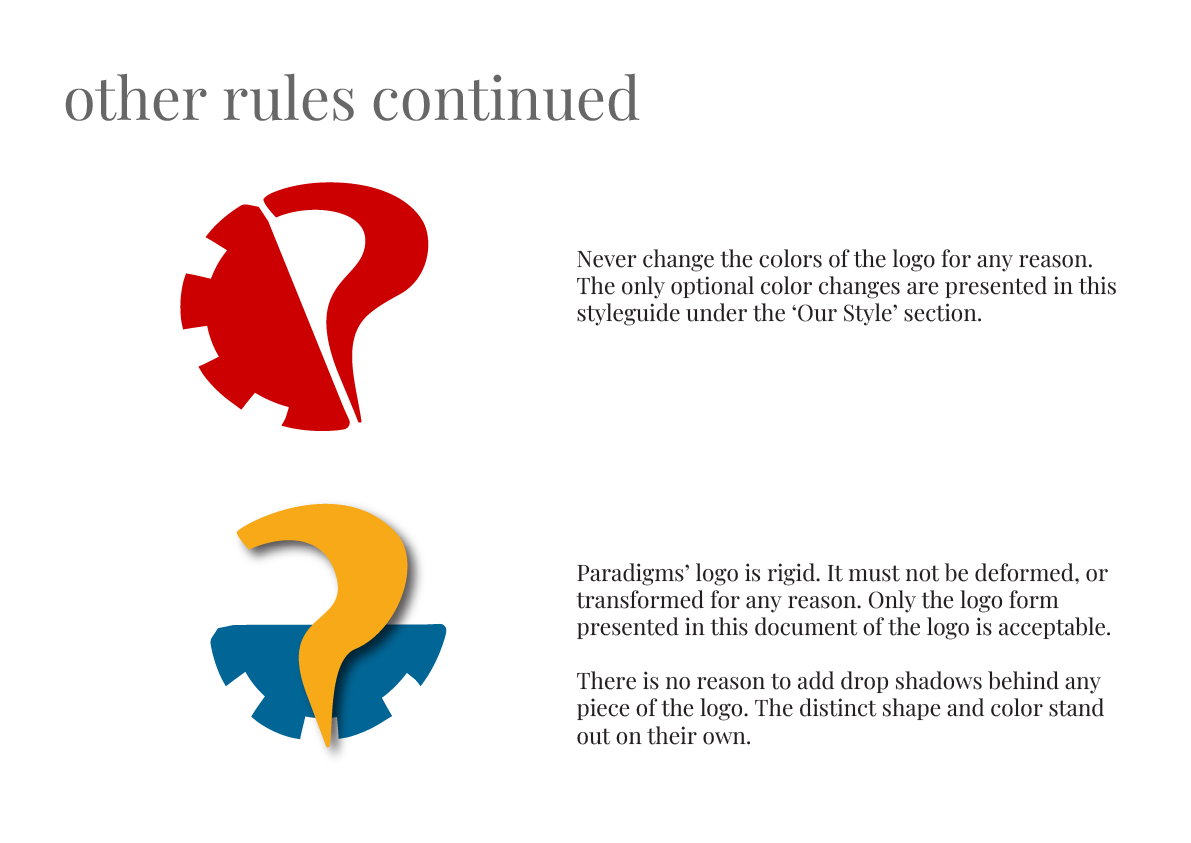 other rules continued
Never change the colors of the logo for any reason.
The only optional color changes are presented in this
styleguide under the ‘Our Style’ section.
Paradigms’ logo is rigid. It must not be deformed, or
transformed for any reason. Only the logo form
presented in this document of the logo is acceptable.
There is no reason to add drop shadows behind any
piece of the logo. The distinct shape and color stand
out on their own.